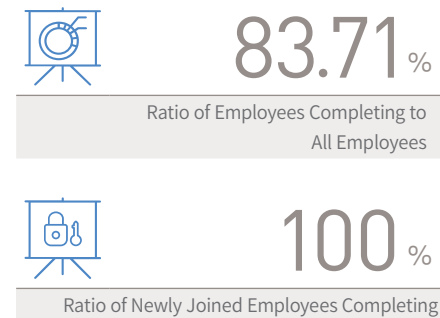 83.71 %
Ratio of Employees Completing to
All Employees
100 %
Ratio of Newly Joined Employees Completing